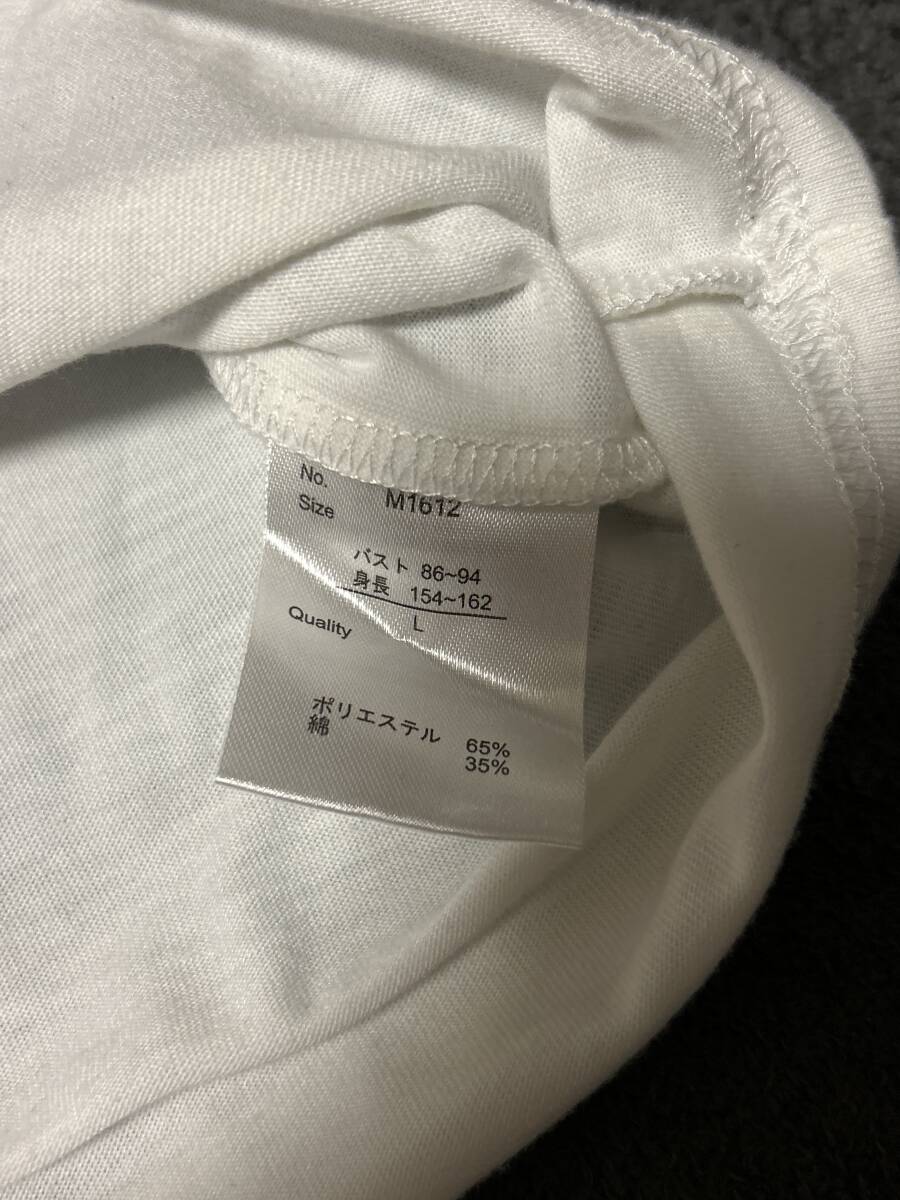 No. M1612
Size
バスト 86~94
身長 154~162
L
Quality
ポリエステル 65%
綿 35%